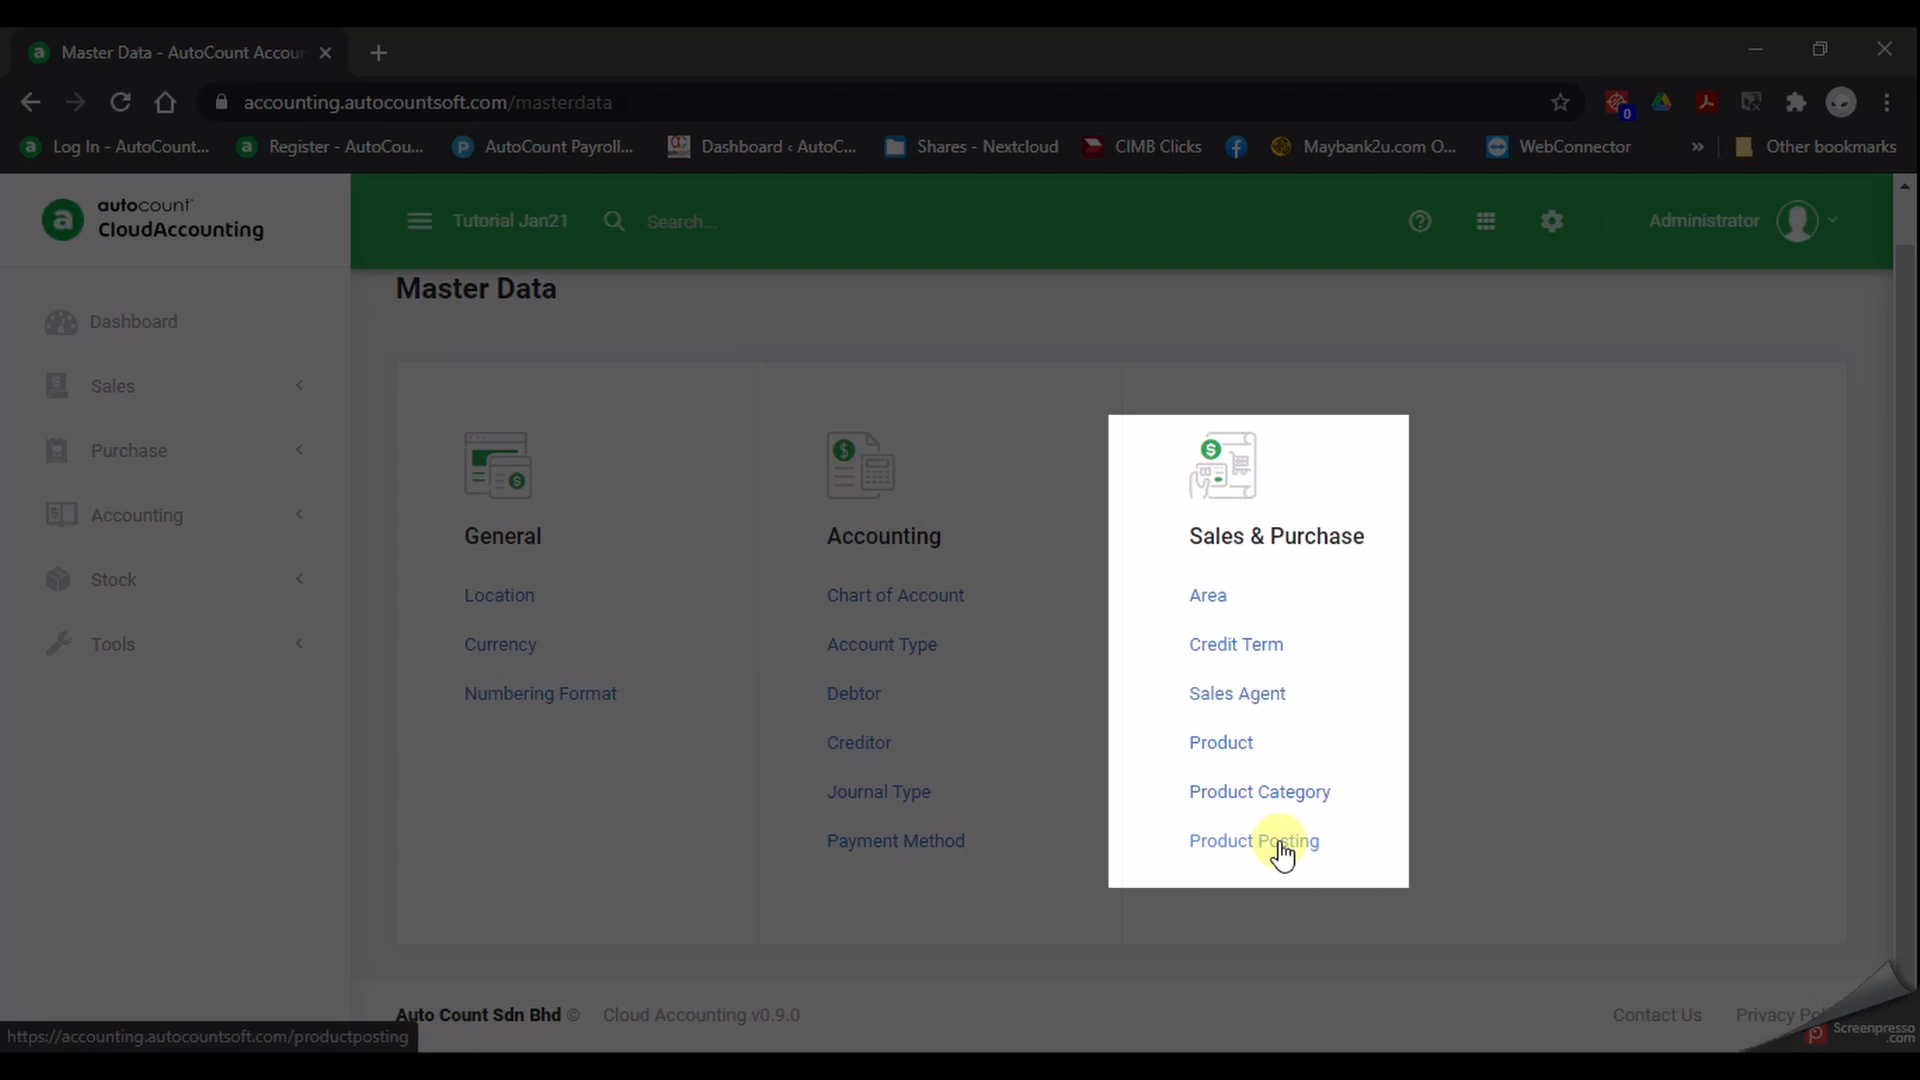 Master Data - AutoCount Accour
accounting.autocountsoft.com/masterdata
0
Log In - AutoCount...
Register - AutoCou...
AutoCount Payroll...
Dashboard ‹ AutoC...
Shares - Nextcloud
CIMB Clicks
Maybank2u.com O...
WebConnector
»
Other bookmarks
autocount
CloudAccounting
Tutorial Jan21
Search...
Administrator
Master Data
Dashboard
Sales
Purchase
Accounting
Stock
Tools
General
Location
Currency
Numbering Format
Accounting
Chart of Account
Account Type
Debtor
Creditor
Journal Type
Payment Method
Sales & Purchase
Area
Credit Term
Sales Agent
Product
Product Category
Product Posting
Auto Count Sdn Bhd © Cloud Accounting v0.9.0
Contact Us
Privacy
https://accounting.autocountsoft.com/productposting
Screenpresso
.com